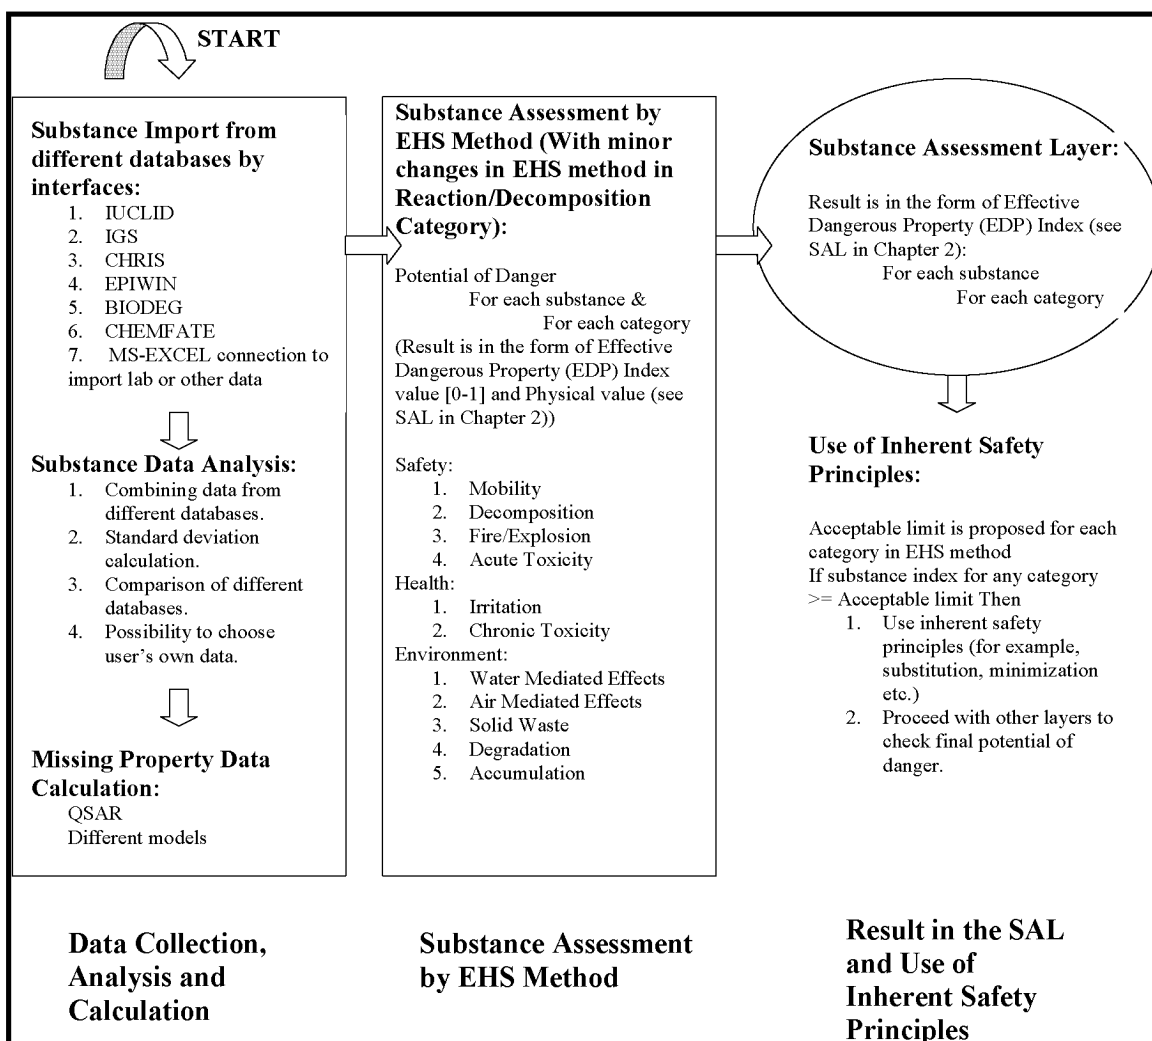 START
Substance Import from
different databases by
interfaces:
1. IUCLID
2. IGS
3. CHRIS
4. EPIWIN
5. BIODEG
6. CHEMFATE
7. MS-EXCEL connection to
import lab or other data
Substance Data Analysis:
1. Combining data from
different databases.
2. Standard deviation
calculation.
3. Comparison of different
databases.
4. Possibility to choose
user's own data.
Missing Property Data
Calculation:
QSAR
Different models
Data Collection,
Analysis and
Calculation
Substance Assessment by
EHS Method (With minor
changes in EHS method in
Reaction/Decomposition
Category):
Potential of Danger
For each substance &
For each category
(Result is in the form of Effective
Dangerous Property (EDP) Index
value [0-1] and Physical value (see
SAL in Chapter 2))
Safety:
1. Mobility
2. Decomposition
3. Fire/Explosion
4. Acute Toxicity
Health:
1. Irritation
2. Chronic Toxicity
Environment:
1. Water Mediated Effects
2. Air Mediated Effects
3. Solid Waste
4. Degradation
5. Accumulation
Substance Assessment
by EHS Method
Substance Assessment Layer:
Result is in the form of Effective
Dangerous Property (EDP) Index (see
SAL in Chapter 2):
For each substance
For each category
Use of Inherent Safety
Principles:
Acceptable limit is proposed for each
category in EHS method
If substance index for any category
>= Acceptable limit Then
1. Use inherent safety
principles (for example,
substitution, minimization
etc.)
2. Proceed with other layers to
check final potential of
danger.
Result in the SAL
and Use of
Inherent Safety
Principles